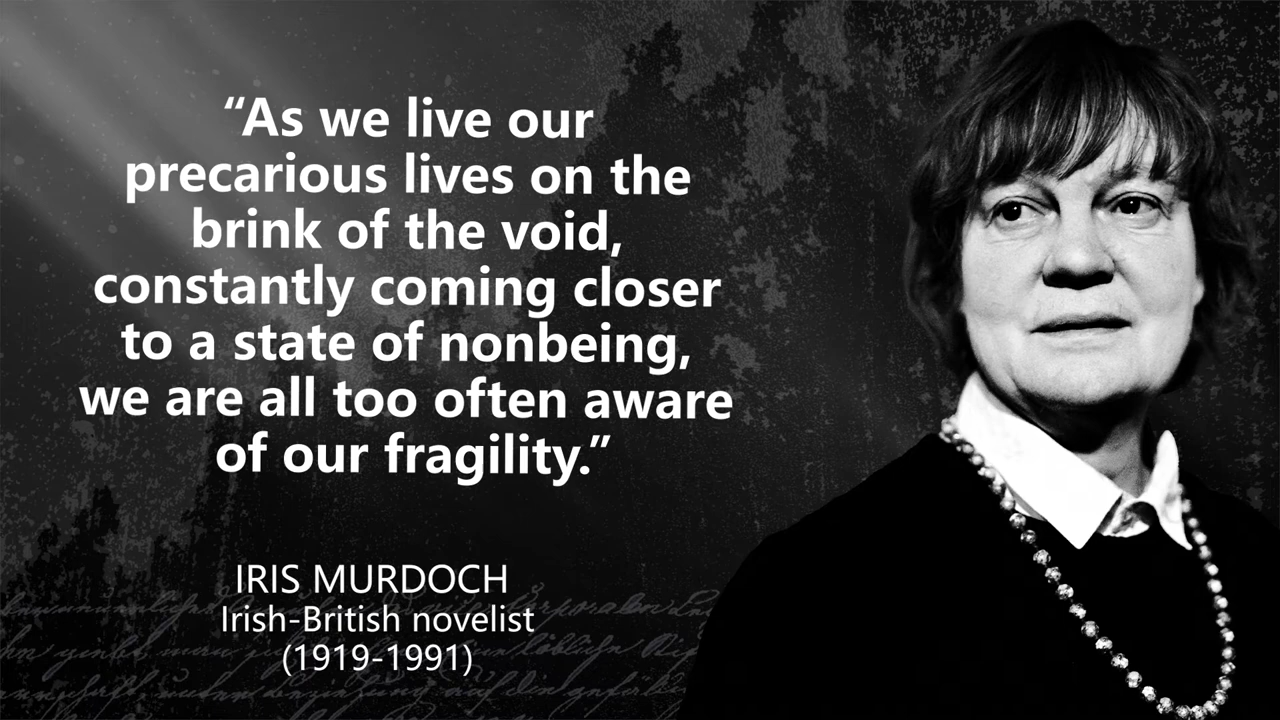 “As we live our
precarious lives on the
brink of the void,
constantly coming closer
to a state of nonbeing,
we are all too often aware
of our fragility.”
IRIS MURDOCH
Irish-British novelist
(1919-1991)